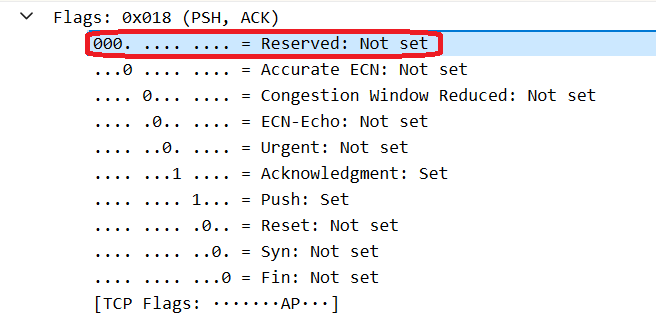 Flags: 0x018 (PSH, ACK)
000. .... .... = Reserved: Not set
...0 .... .... = Accurate ECN: Not set
.... 0... .... = Congestion Window Reduced: Not set
.... .0.. .... = ECN-Echo: Not set
.... ..0. .... = Urgent: Not set
.... ...1 .... = Acknowledgment: Set
.... .... 1... = Push: Set
.... .... .0.. = Reset: Not set
.... .... ..0. = Syn: Not set
.... .... ...0 = Fin: Not set
[TCP Flags: ·······AP···]